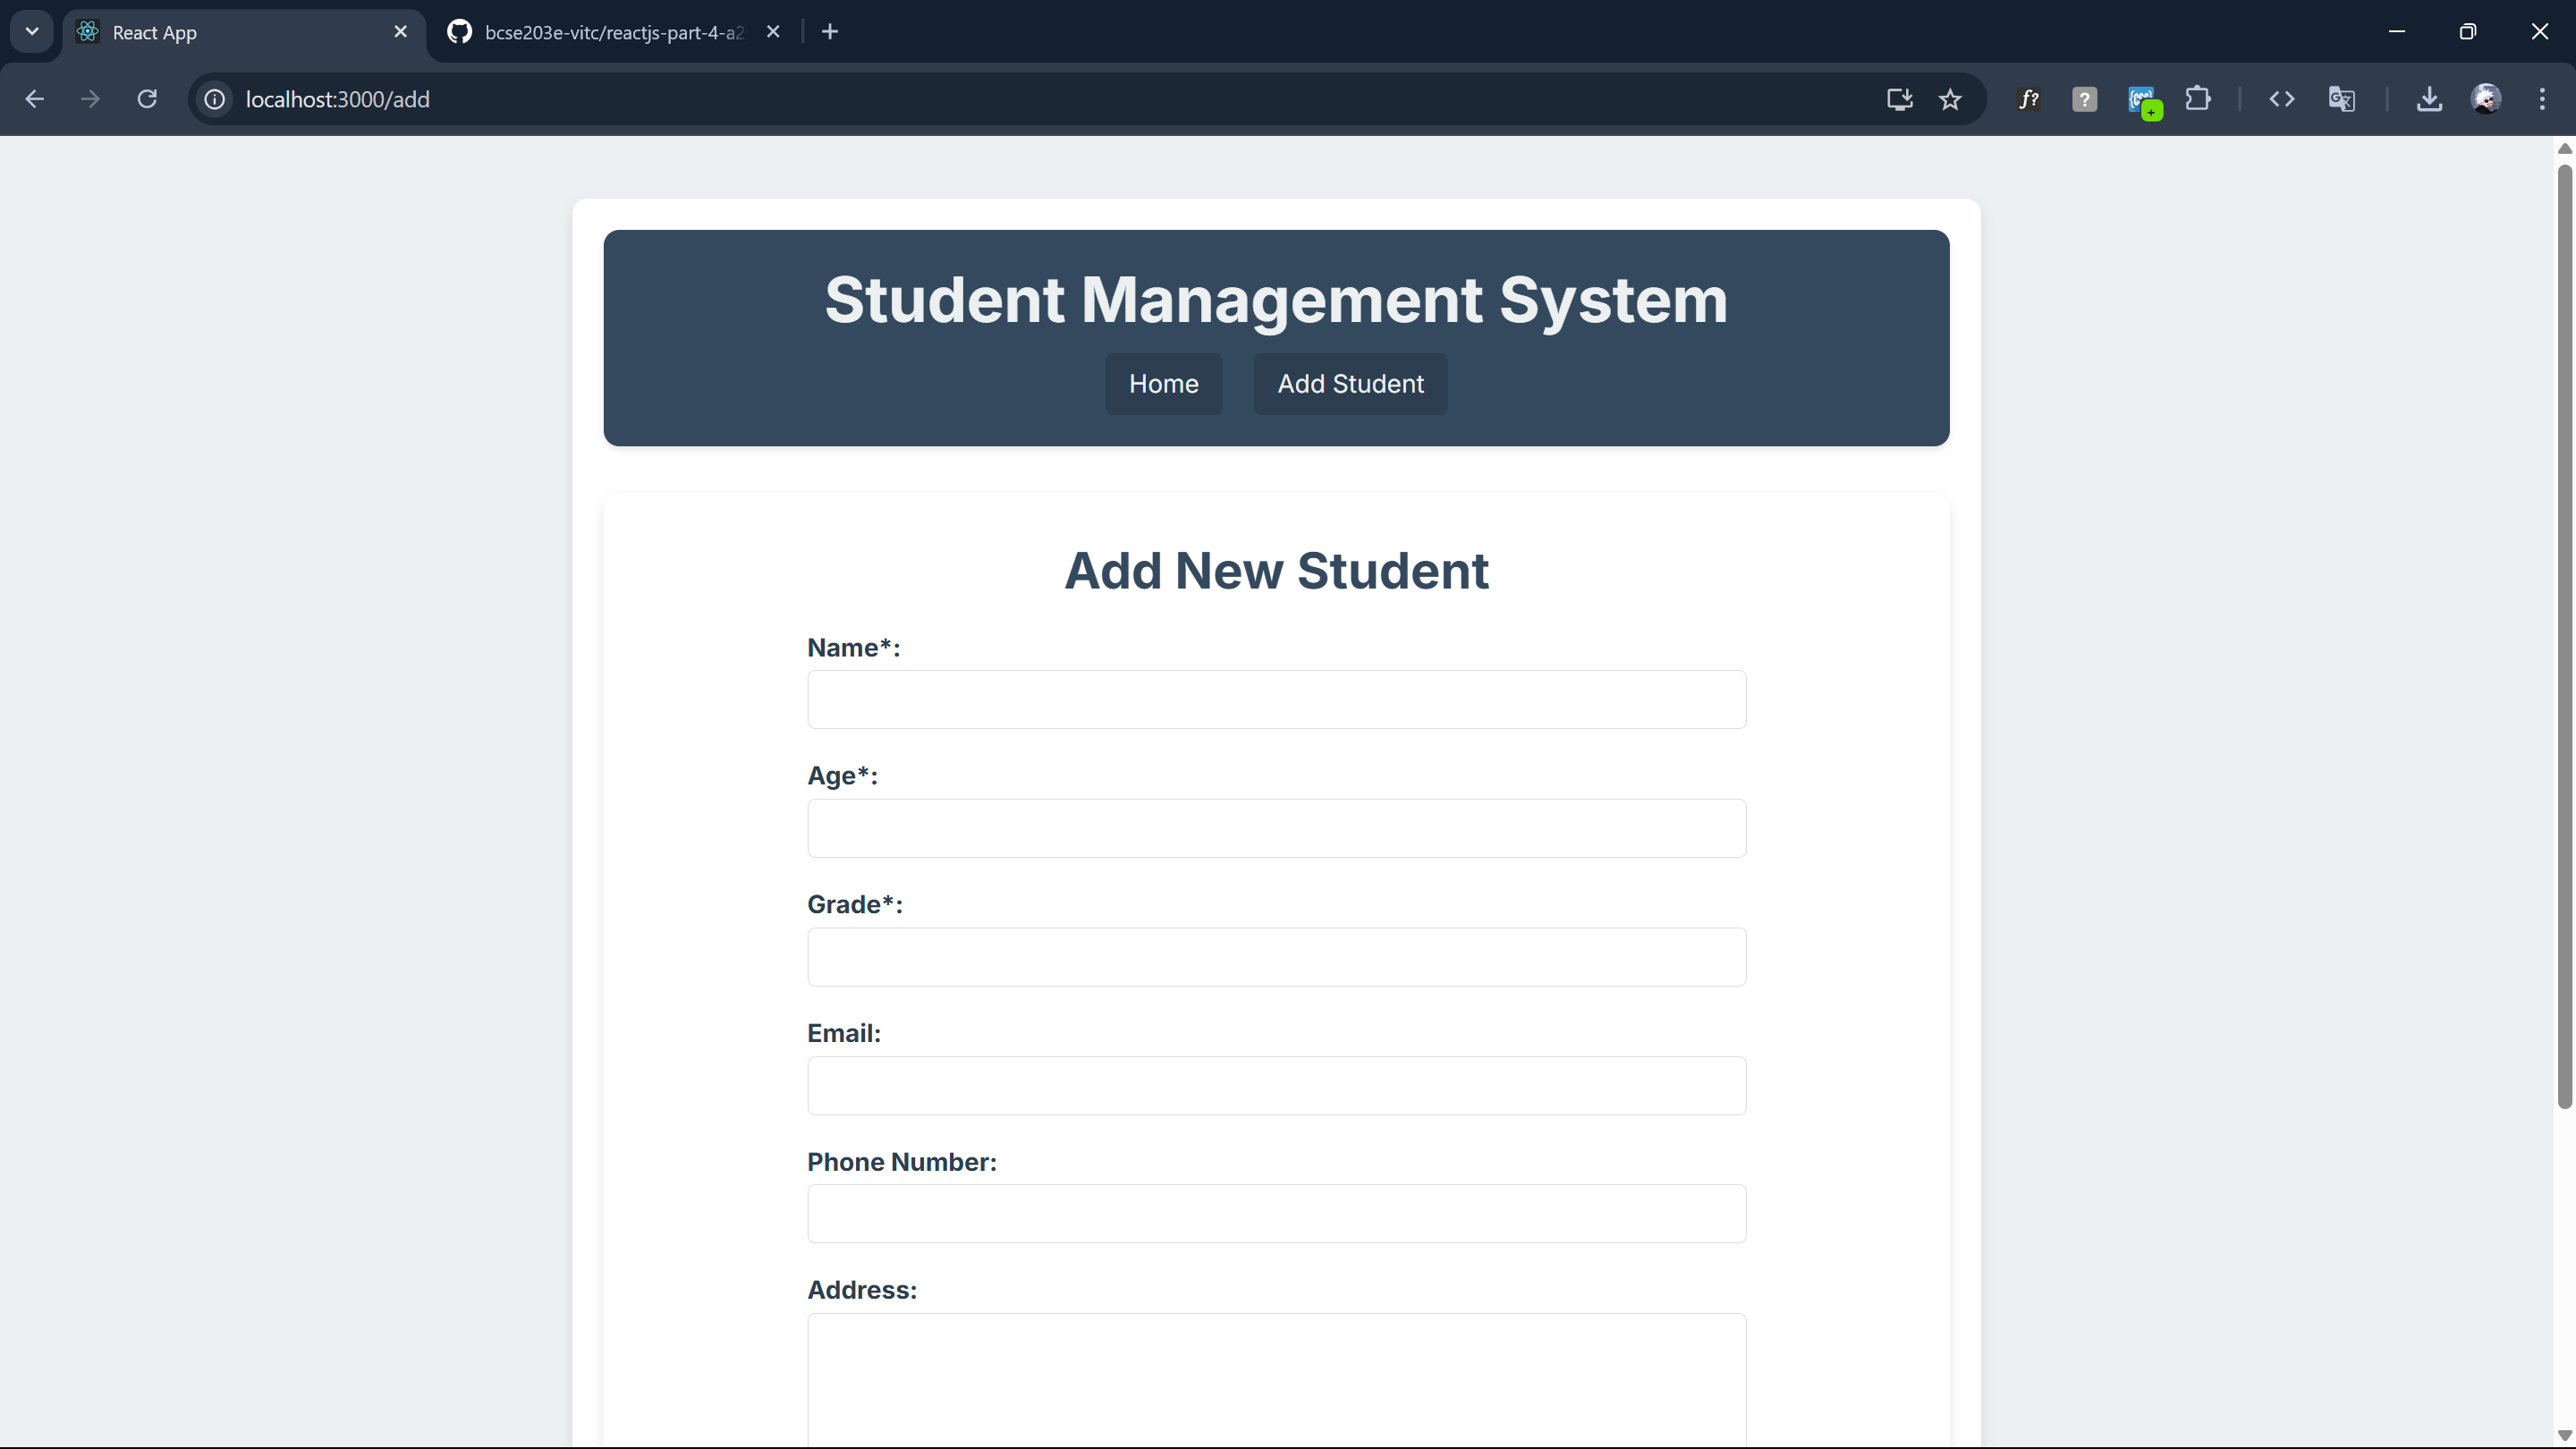 React App
bcse203e-vitc/reactjs-part-4-a2
localhost:3000/add
Student Management System
Home
Add Student
Add New Student
Name*:
Age*:
Grade*:
Email:
Phone Number:
Address: